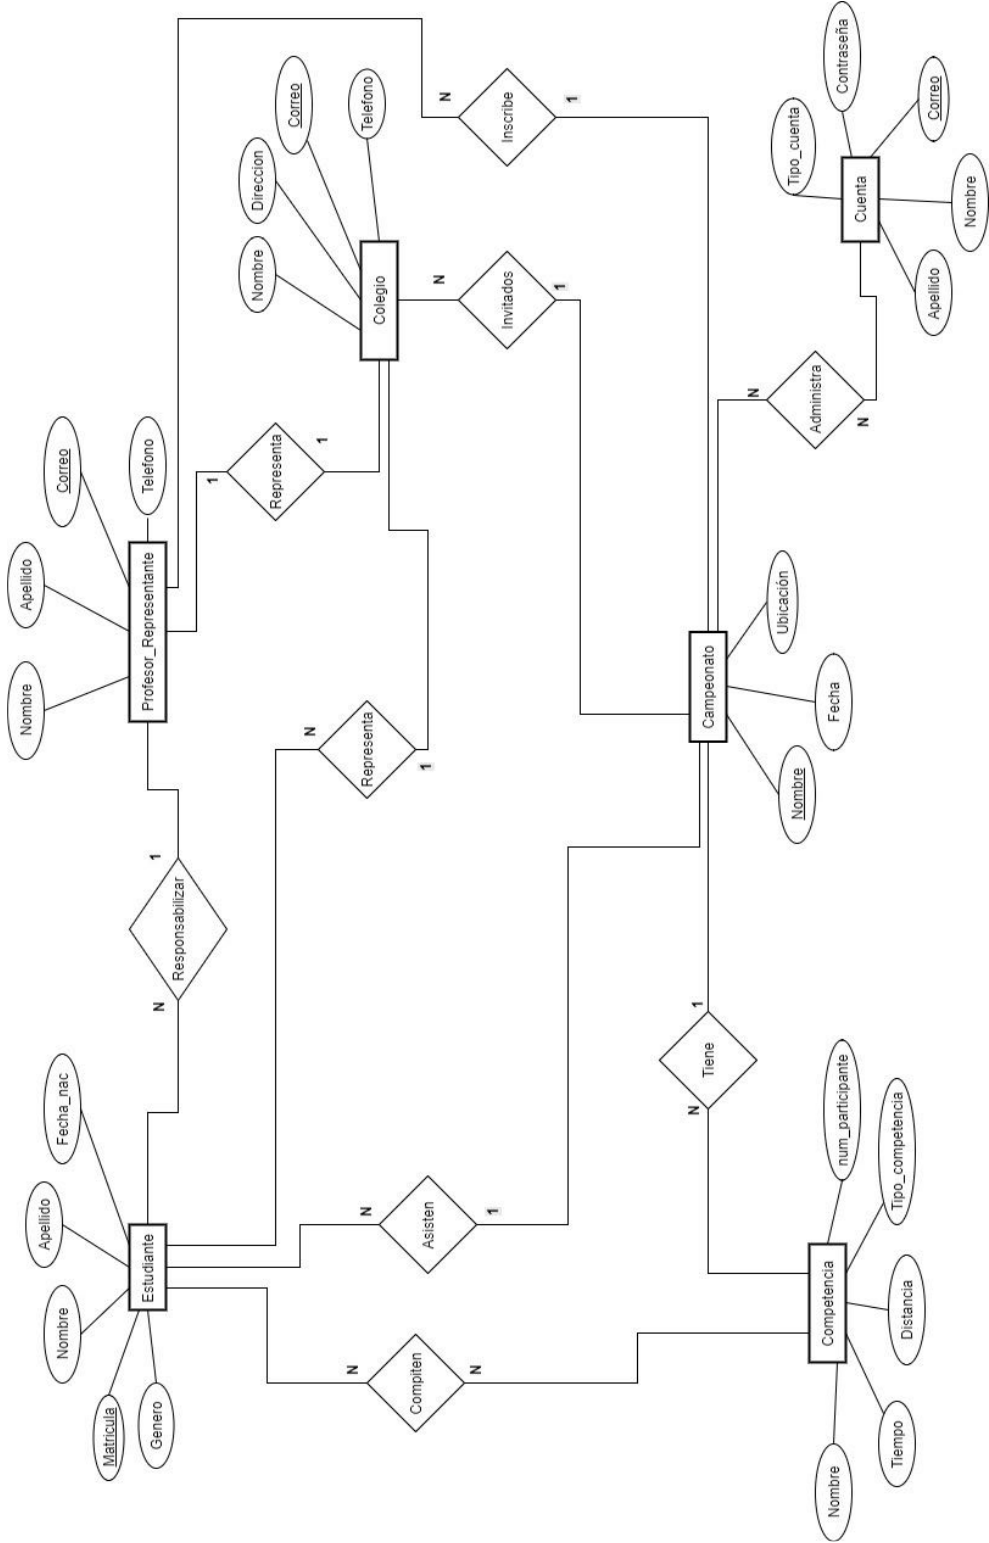 Matricula
Nombre
Apellido
Fecha_nac
Genero
Estudiante
N
Responsabilizar
1
Nombre
Apellido
Correo
Telefono
Profesor_Representante
1
Representa
1
N
Representa
1
Nombre
Direccion
Correo
Telefono
Colegio
N
Invitados
1
N
Inscribe
1
N
Asisten
1
N
Compiten
N
N
Tiene
1
Campeonato
Nombre
Fecha
Ubicación
N
Administra
N
Tipo_cuenta
Contraseña
Correo
Nombre
Apellido
Cuenta
Competencia
num_participante
Tipo_competencia
Distancia
Tiempo
Nombre